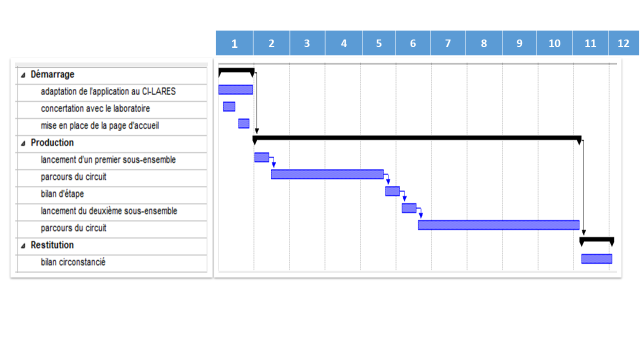 1 2 3 4 5 6 7 8 9 10 11 12
Démarrage
adaptation de l'application au CI-LARES
concertation avec le laboratoire
mise en place de la page d'accueil
Production
lancement d'un premier sous-ensemble
parcours du circuit
bilan d'étape
lancement du deuxième sous-ensemble
parcours du circuit
Restitution
bilan circonstancié